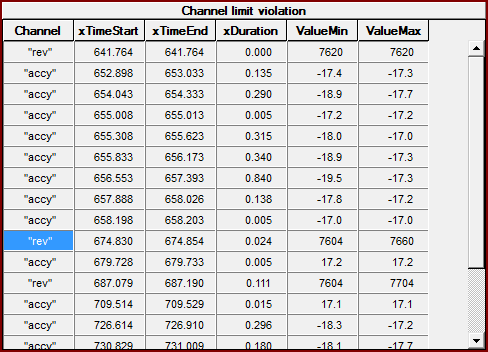 Channel limit violation
Channel xTimeStart xTimeEnd xDuration ValueMin ValueMax
"rev" 641.764 641.764 0.000 7620 7620
"accy" 652.898 653.033 0.135 -17.4 -17.3
"accy" 654.043 654.333 0.290 -18.9 -17.7
"accy" 655.008 655.013 0.005 -17.2 -17.2
"accy" 655.308 655.623 0.315 -18.0 -17.0
"accy" 655.833 656.173 0.340 -18.9 -17.3
"accy" 656.553 657.393 0.840 -19.5 -17.3
"accy" 657.888 658.026 0.138 -17.8 -17.2
"accy" 658.198 658.203 0.005 -17.0 -17.0
"rev" 674.830 674.854 0.024 7604 7660
"accy" 679.728 679.733 0.005 17.2 17.2
"rev" 687.079 687.190 0.111 7584 7704
"accy" 709.514 709.529 0.015 17.1 17.1
"accy" 726.614 726.910 0.296 -18.3 -17.2
"accy" 730.829 731.009 0.180 -18.1 -17.7